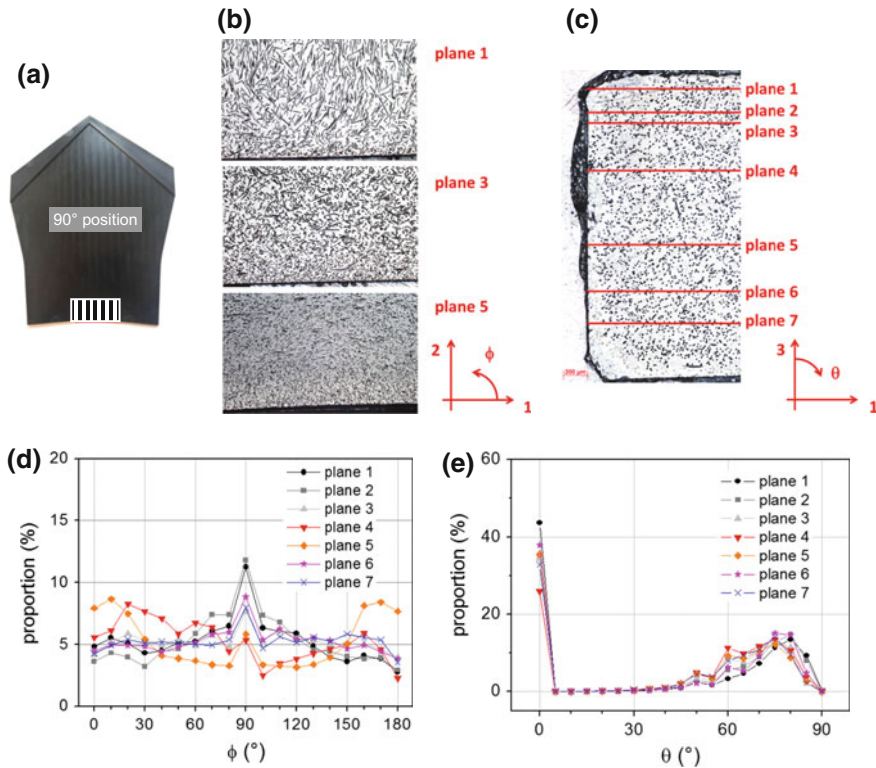 (a)
90° position
(b)
plane 1
plane 3
plane 5
2
ϕ
1
(c)
plane 1
plane 2
plane 3
plane 4
plane 5
plane 6
plane 7
200 µm
3
θ
1
(d)
proportion (%)
20
15
10
5
0
plane 1
plane 2
plane 3
plane 4
plane 5
plane 6
plane 7
0 30 60 90 120 150 180
ϕ (°)
(e)
proportion (%)
60
40
20
0
plane 1
plane 2
plane 3
plane 4
plane 5
plane 6
plane 7
0 30 60 90
θ (°)